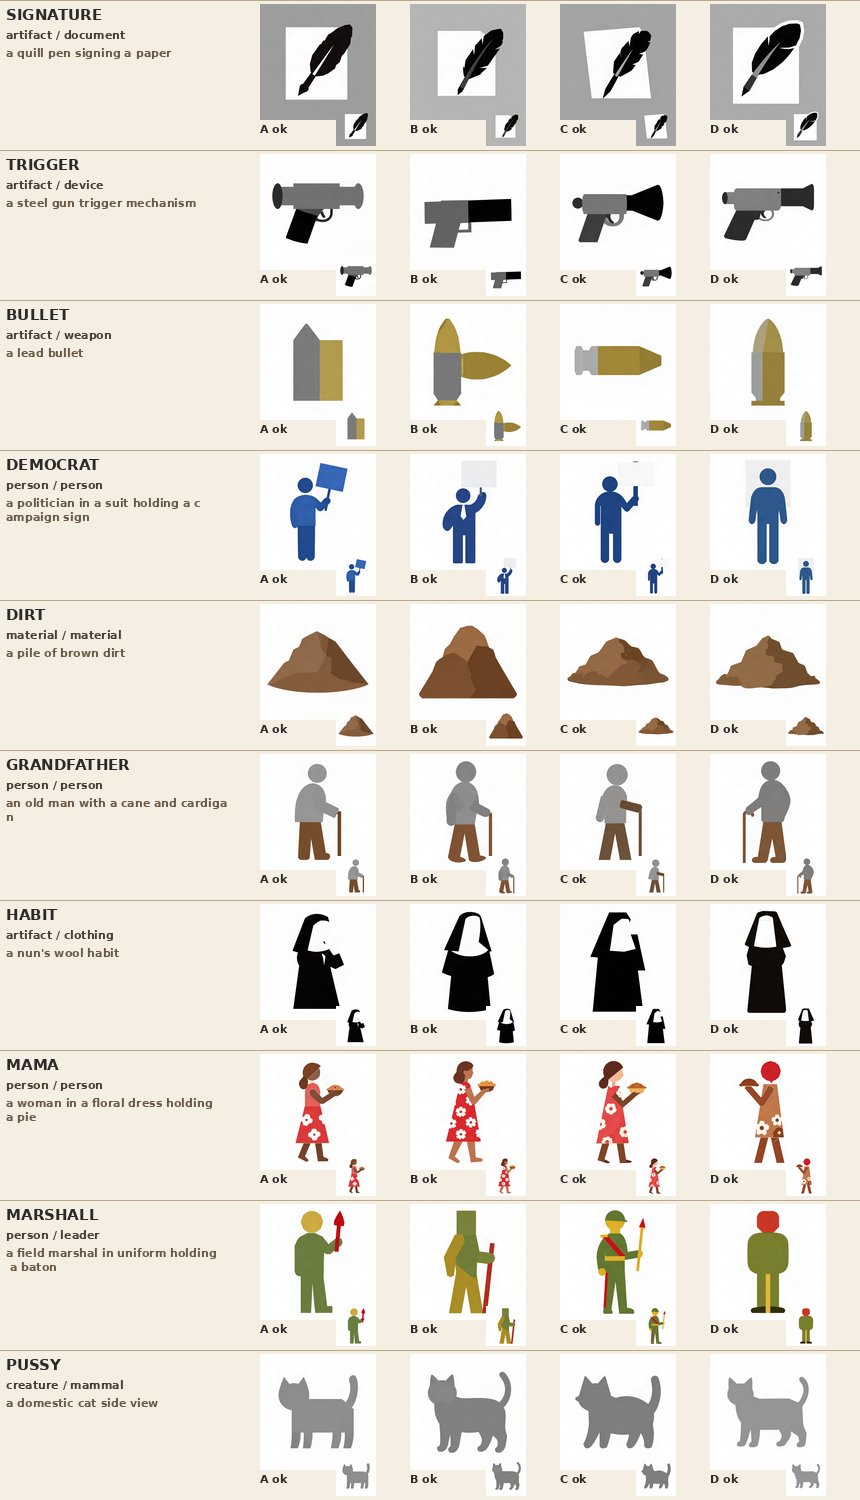 SIGNATURE
artifact / document
a quill pen signing a paper
A ok
B ok
C ok
D ok
TRIGGER
artifact / device
a steel gun trigger mechanism
A ok
B ok
C ok
D ok
BULLET
artifact / weapon
a lead bullet
A ok
B ok
C ok
D ok
DEMOCRAT
person / person
a politician in a suit holding a c
ampaign sign
A ok
B ok
C ok
D ok
DIRT
material / material
a pile of brown dirt
A ok
B ok
C ok
D ok
GRANDFATHER
person / person
an old man with a cane and cardiga
n
A ok
B ok
C ok
D ok
HABIT
artifact / clothing
a nun's wool habit
A ok
B ok
C ok
D ok
MAMA
person / person
a woman in a floral dress holding
a pie
A ok
B ok
C ok
D ok
MARSHALL
person / leader
a field marshal in uniform holding
a baton
A ok
B ok
C ok
D ok
PUSSY
creature / mammal
a domestic cat side view
A ok
B ok
C ok
D ok